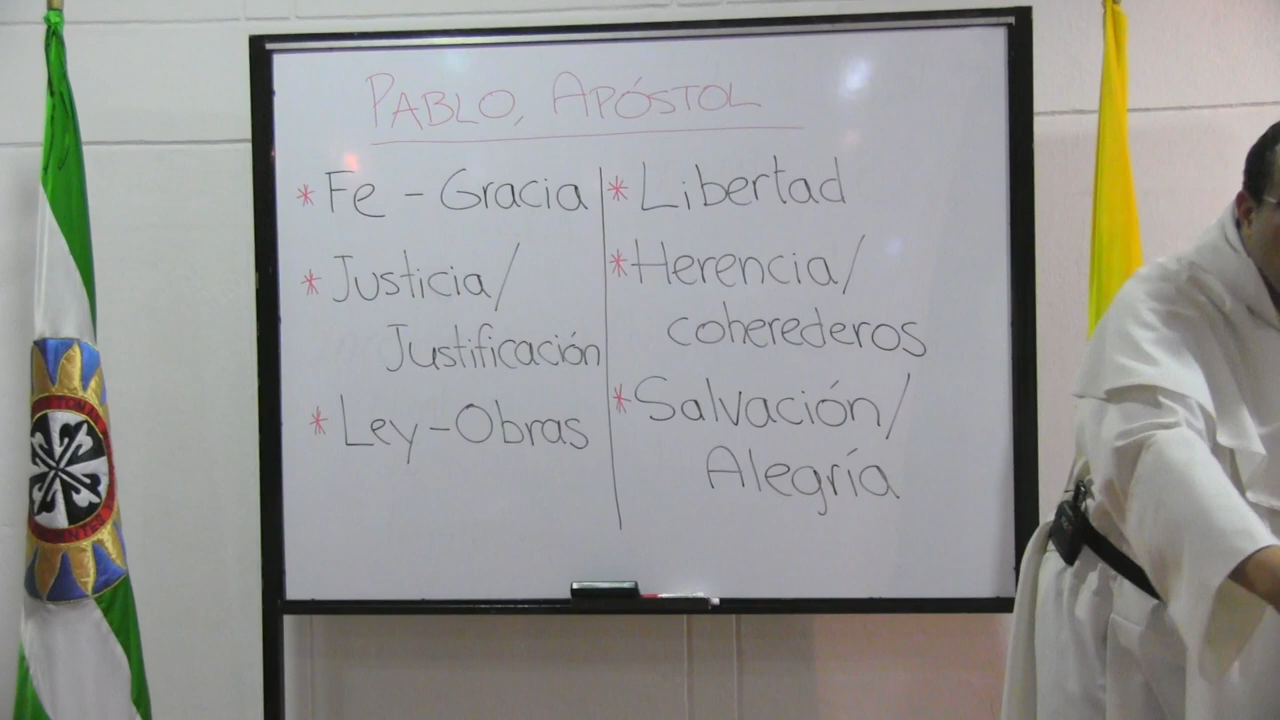 PABLO, APÓSTOL
* Fe - Gracia
* Justicia/
Justificación
* Ley - Obras
* Libertad
* Herencia/
coherederos
* Salvación/
Alegría